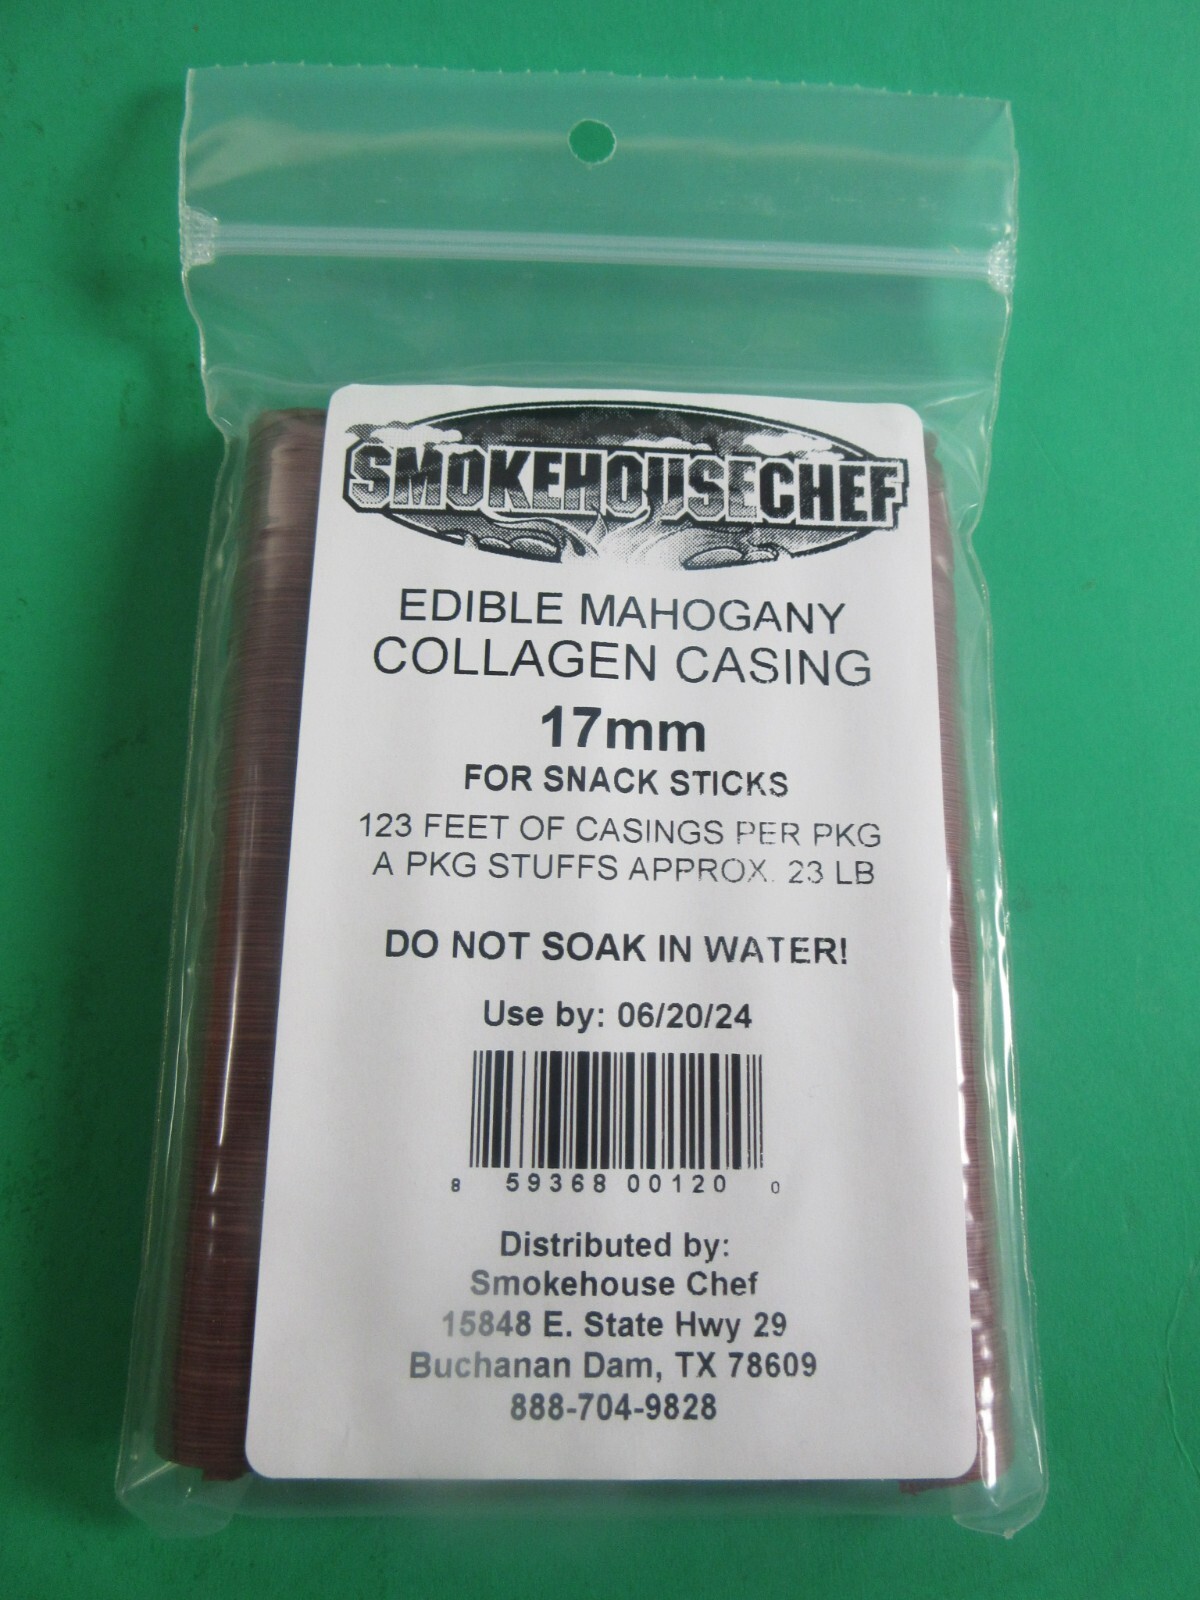 SMOKEHOUSECHEF
EDIBLE MAHOGANY
COLLAGEN CASING
17mm
FOR SNACK STICKS
123 FEET OF CASINGS PER PKG
A PKG STUFFS APPROX. 23 LB
DO NOT SOAK IN WATER!
Use by: 06/20/24
8 59368 00120 0
Distributed by:
Smokehouse Chef
15848 E. State Hwy 29
Buchanan Dam, TX 78609
888-704-9828